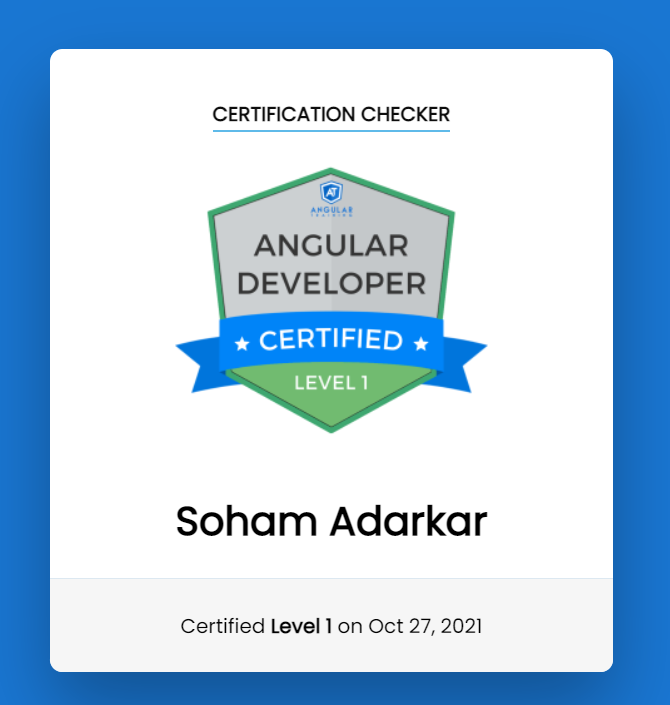 CERTIFICATION CHECKER
AT
ANGULAR
TRAINING
ANGULAR
DEVELOPER
CERTIFIED
LEVEL 1
Soham Adarkar
Certified Level 1 on Oct 27, 2021